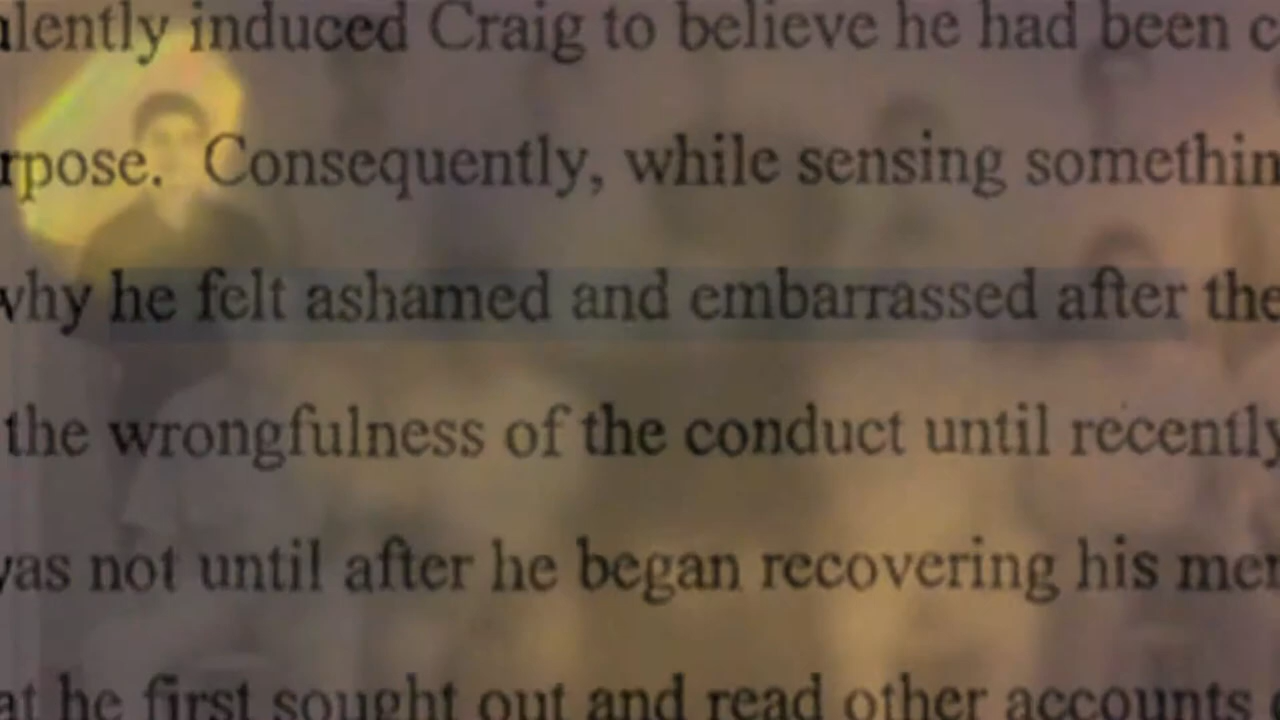 ulently induced Craig to believe he had been c
rpose. Consequently, while sensing somethin
why he felt ashamed and embarrassed after the
the wrongfulness of the conduct until recently
was not until after he began recovering his mem
at he first sought out and read other accounts